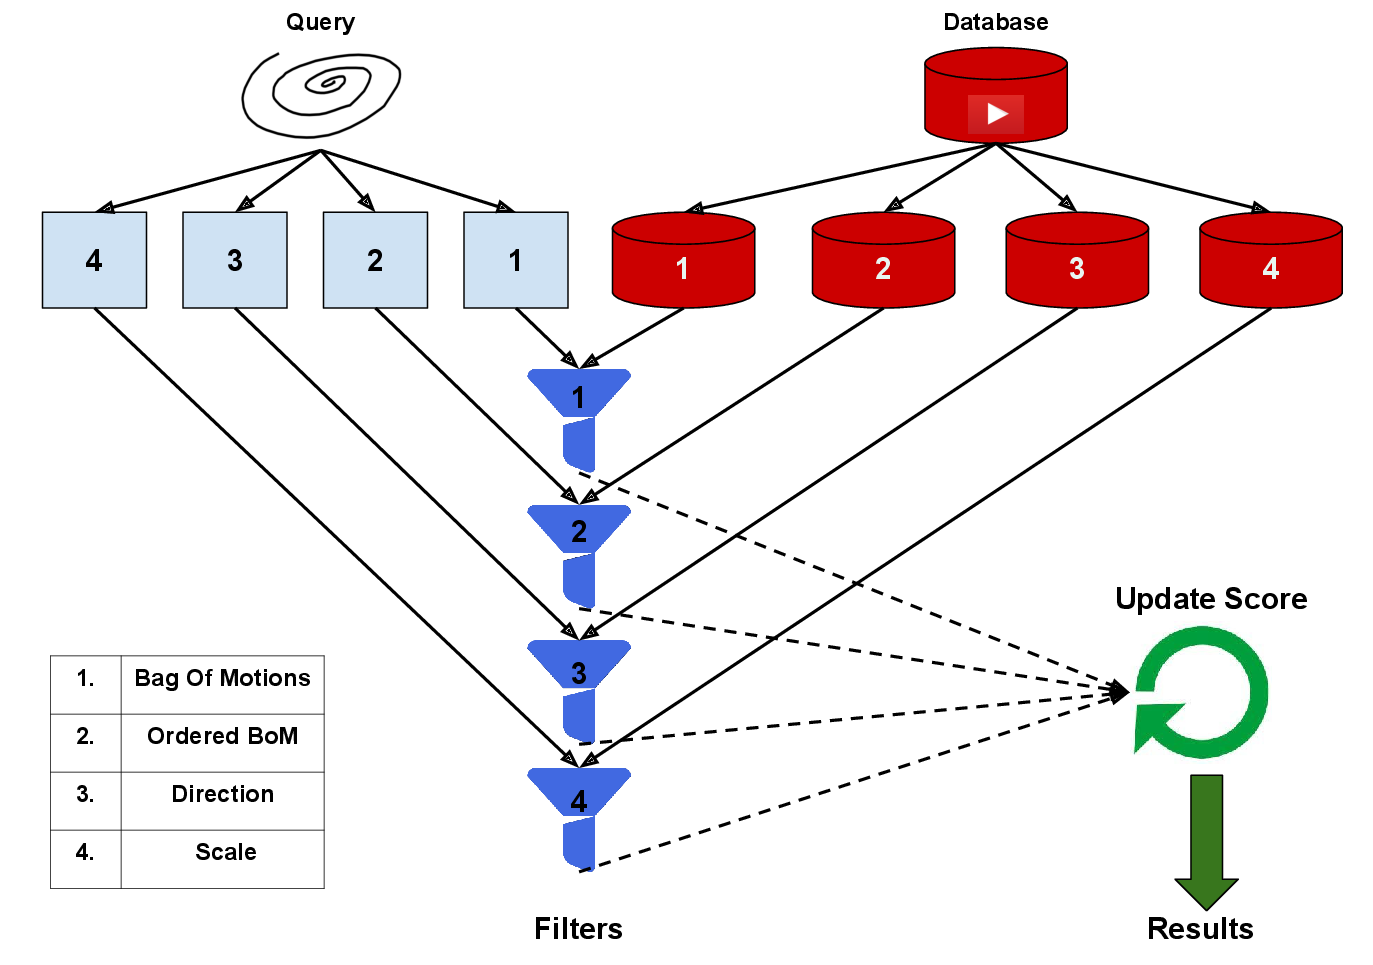 Query
Database
4
3
2
1
1
2
3
4
1
2
3
4
Update Score
1. Bag Of Motions
2. Ordered BoM
3. Direction
4. Scale
Filters
Results